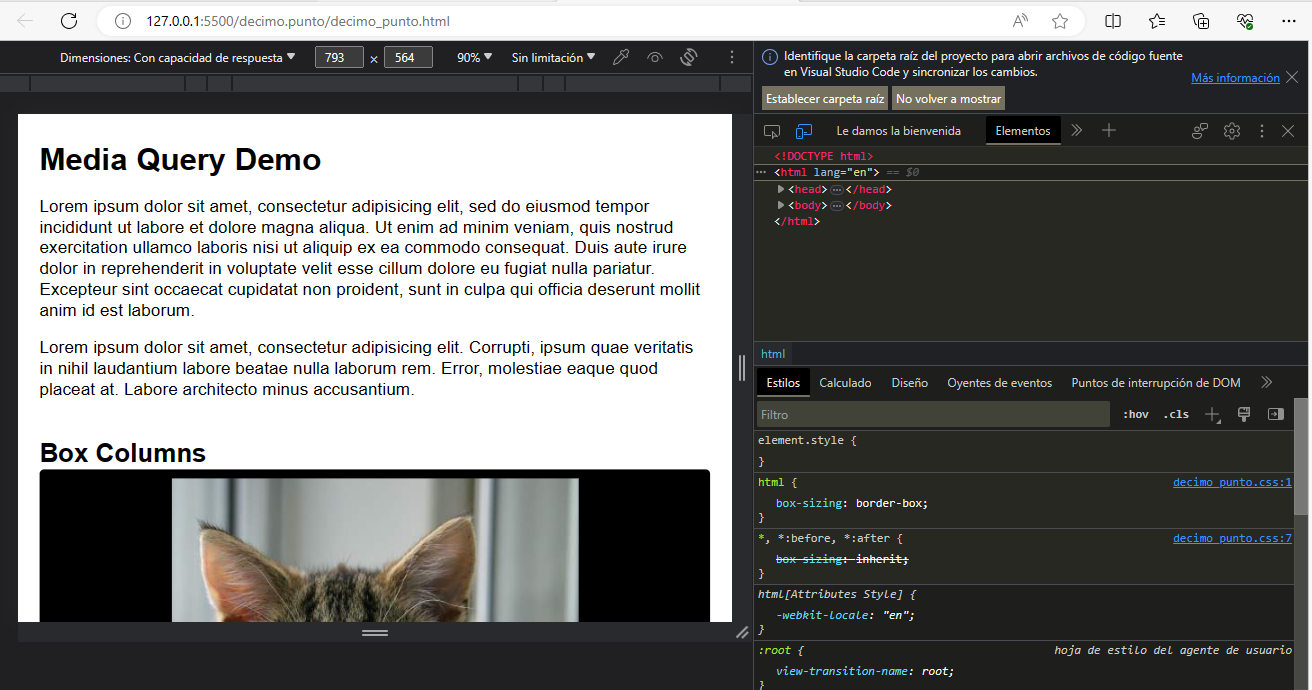 127.0.0.1:5500/decimo.punto/decimo_punto.html
Dimensiones: Con capacidad de respuesta
793 × 564
90%
Sin limitación
Media Query Demo
Lorem ipsum dolor sit amet, consectetur adipisicing elit, sed do eiusmod tempor
incididunt ut labore et dolore magna aliqua. Ut enim ad minim veniam, quis nostrud
exercitation ullamco laboris nisi ut aliquip ex ea commodo consequat. Duis aute irure
dolor in reprehenderit in voluptate velit esse cillum dolore eu fugiat nulla pariatur.
Excepteur sint occaecat cupidatat non proident, sunt in culpa qui officia deserunt mollit
anim id est laborum.
Lorem ipsum dolor sit amet, consectetur adipisicing elit. Corrupti, ipsum quae veritatis
in nihil laudantium labore beatae nulla laborum rem. Error, molestiae eaque quod
placeat at. Labore architecto minus accusantium.
Box Columns
Identifique la carpeta raíz del proyecto para abrir archivos de código fuente
en Visual Studio Code y sincronizar los cambios.
Más información
Establecer carpeta raíz
No volver a mostrar
Le damos la bienvenida
Elementos
<!DOCTYPE html>
<html lang="en"> == $0
<head>…</head>
<body>…</body>
</html>
html
Estilos
Calculado
Diseño
Oyentes de eventos
Puntos de interrupción de DOM
Filtro
:hov
.cls
element.style {
}
html {
decimo_punto.css:1
box-sizing: border-box;
}
*, *:before, *:after {
decimo_punto.css:7
box-sizing: inherit;
}
html[Attributes Style] {
-webkit-locale: "en";
}
:root {
hoja de estilo del agente de usuario
view-transition-name: root;
}